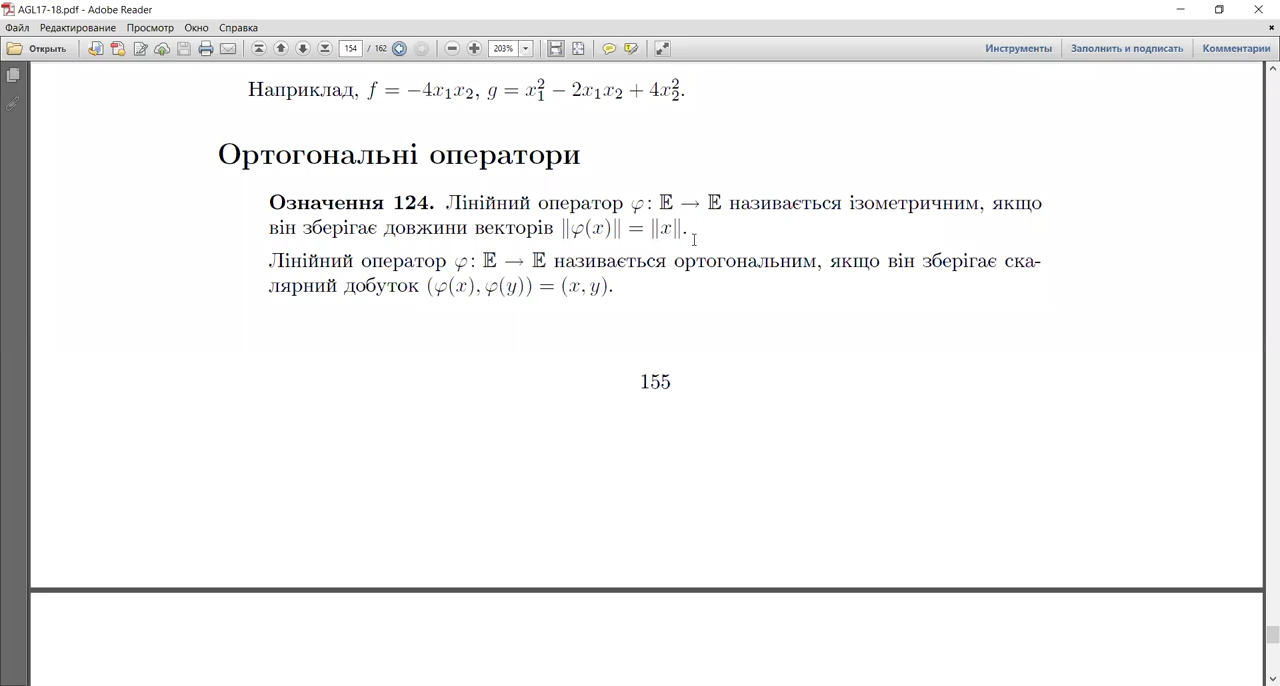 AGL17-18.pdf - Adobe Reader
Файл Редактирование Просмотр Окно Справка
Открыть 154 / 162 203% Инструменты Заполнить и подписать Комментарии
Наприклад, f = −4x₁x₂, g = x₁² − 2x₁x₂ + 4x₂².
Ортогональні оператори
Означення 124. Лінійний оператор φ: 𝔼 → 𝔼 називається ізометричним, якщо
він зберігає довжини векторів ‖φ(x)‖ = ‖x‖.
Лінійний оператор φ: 𝔼 → 𝔼 називається ортогональним, якщо він зберігає ска-
лярний добуток (φ(x), φ(y)) = (x, y).
155